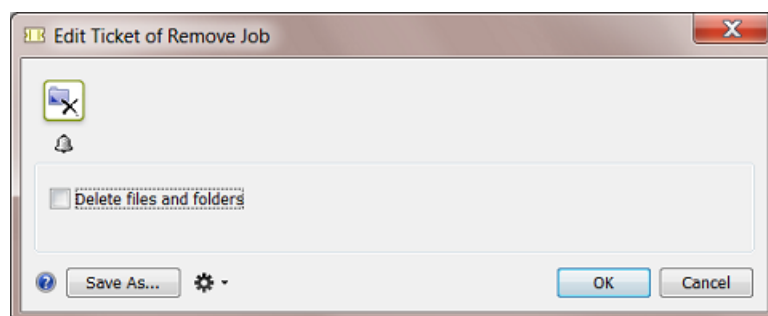 Edit Ticket of Remove Job
Delete files and folders
Save As...
OK
Cancel